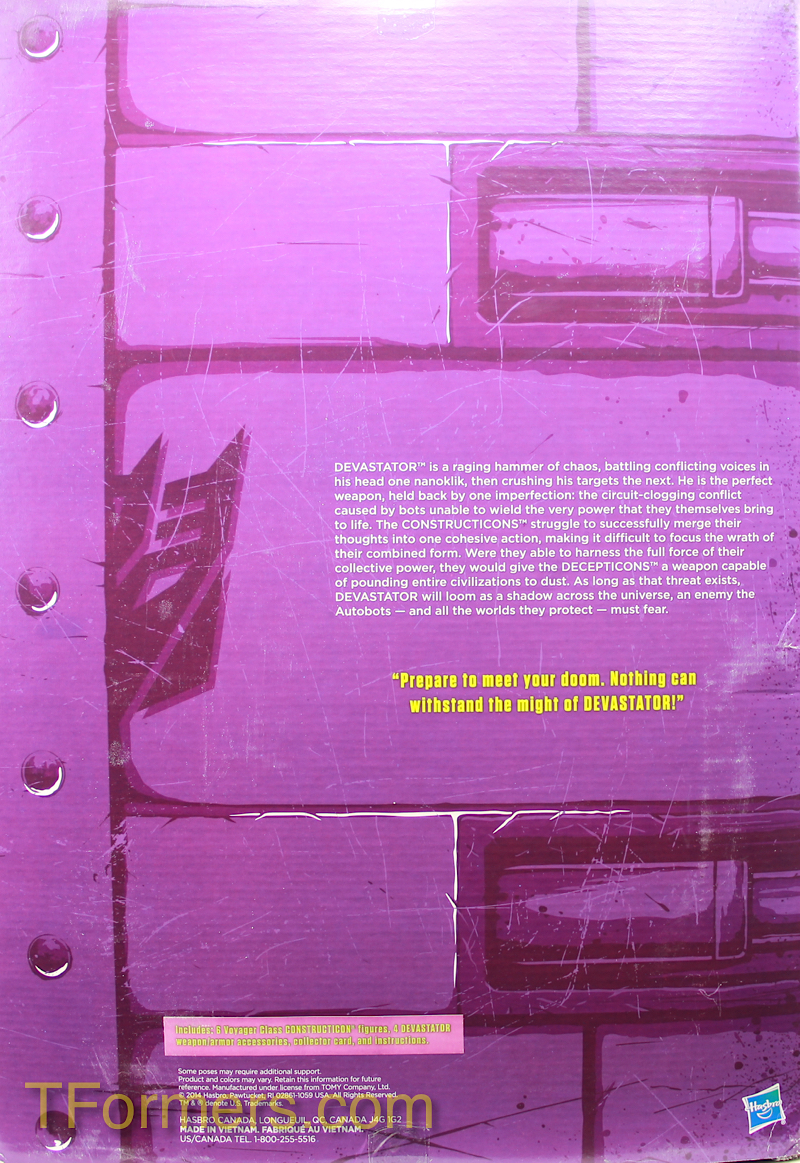 DEVASTATOR™ is a raging hammer of chaos, battling conflicting voices in
his head one nanoklik, then crushing his targets the next. He is the perfect
weapon, held back by one imperfection: the circuit-clogging conflict
caused by bots unable to wield the very power that they themselves bring
to life. The CONSTRUCTICONS™ struggle to successfully merge their
thoughts into one cohesive action, making it difficult to focus the wrath of
their combined form. Were they able to harness the full force of their
collective power, they would give the DECEPTICONS™ a weapon capable
of pounding entire civilizations to dust. As long as that threat exists,
DEVASTATOR will loom as a shadow across the universe, an enemy the
Autobots — and all the worlds they protect — must fear.
“Prepare to meet your doom. Nothing can
withstand the might of DEVASTATOR!”
Includes: 6 Voyager Class CONSTRUCTICON® figures, 4 DEVASTATOR
weapon/armor accessories, collector card, and instructions.
Some poses may require additional support.
Product and colors may vary. Retain this information for future
reference. Manufactured under license from TOMY Company, Ltd.
© 2014 Hasbro, Pawtucket, RI 02861-1059 USA. All Rights Reserved.
TM & ® denote U.S. Trademarks.
HASBRO CANADA, LONGUEUIL, QC, CANADA J4G 1G2
MADE IN VIETNAM. FABRIQUÉ AU VIETNAM.
US/CANADA TEL. 1-800-255-5516
TFormers.com
Hasbro